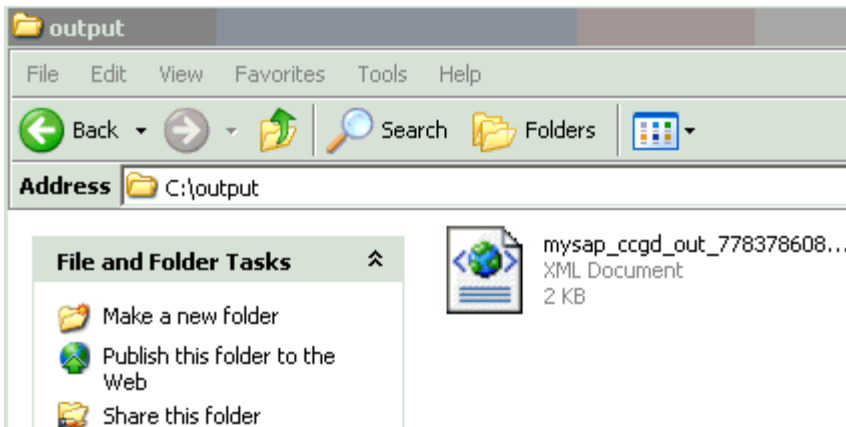 output
File Edit View Favorites Tools Help
Back Search Folders
Address C:\output
File and Folder Tasks
Make a new folder
Publish this folder to the
Web
Share this folder
mysap_ccgd_out_778378608...
XML Document
2 KB